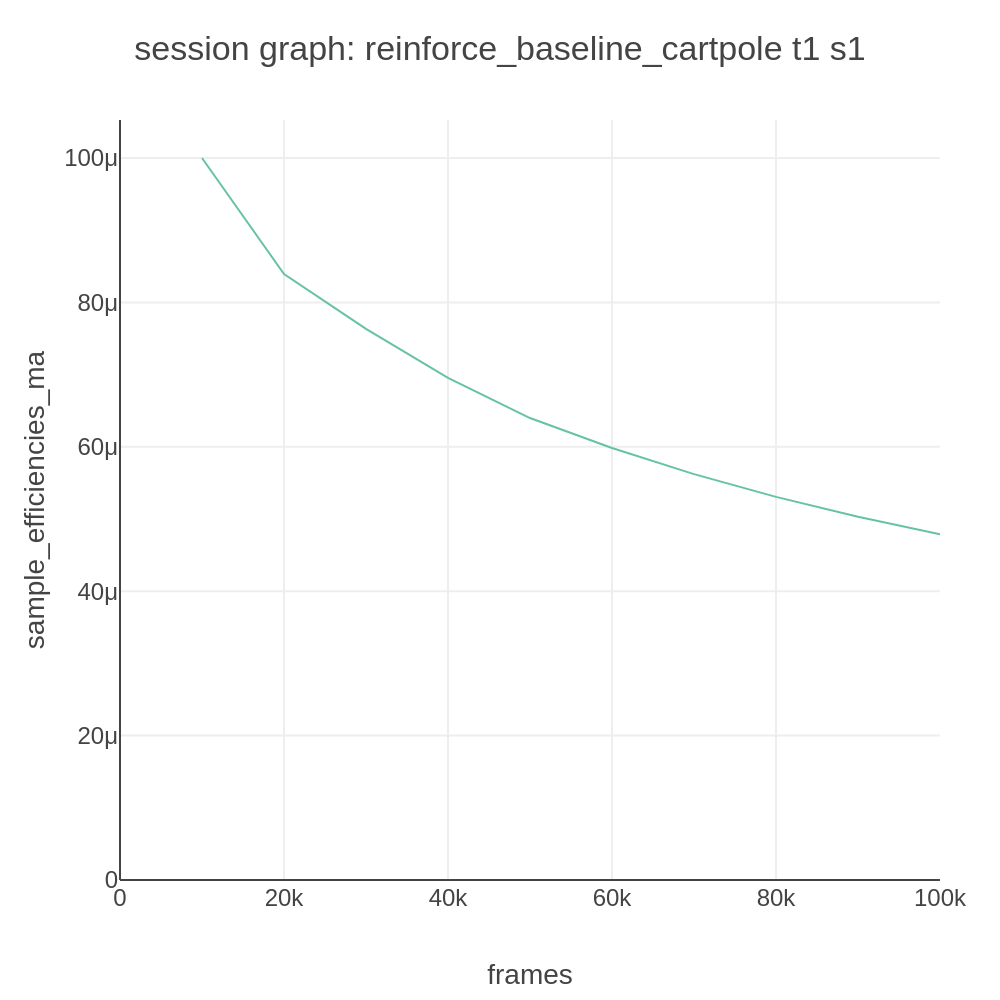 session graph: reinforce_baseline_cartpole t1 s1
100μ
80μ
60μ
40μ
20μ
0
sample_efficiencies_ma
0 20k 40k 60k 80k 100k
frames